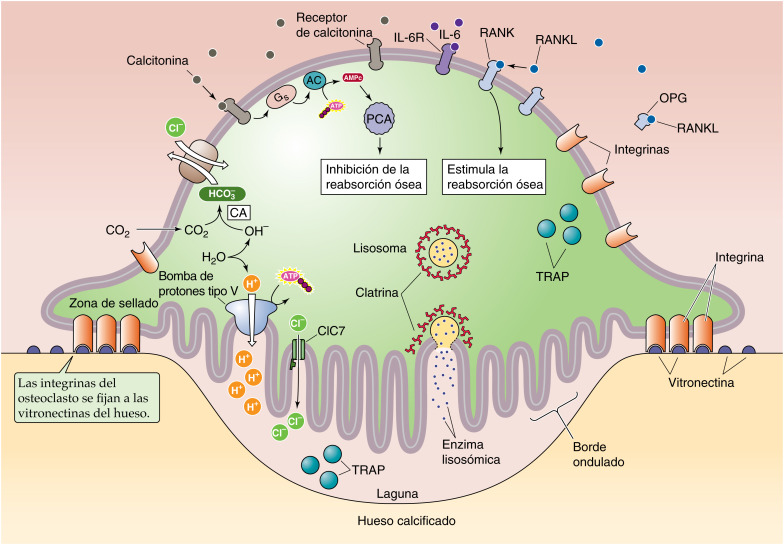 Receptor
de calcitonina
IL-6R
IL-6
RANK
RANKL
Calcitonina
AC
AMPc
Gs
ATP
PCA
OPG
RANKL
Cl⁻
Integrinas
Inhibición de la
reabsorción ósea
Estimula la
reabsorción ósea
HCO₃⁻
CA
CO₂
CO₂
OH⁻
Lisosoma
TRAP
H₂O
Integrina
Bomba de
protones tipo V
H⁺
ATP
Clatrina
Zona de sellado
Cl⁻
ClC7
H⁺
H⁺
H⁺
H⁺
H⁺
Las integrinas del
osteoclasto se fijan a las
vitronectinas del hueso.
Vitronectina
Cl⁻
Cl⁻
Enzima
lisosómica
Borde
ondulado
TRAP
Laguna
Hueso calcificado